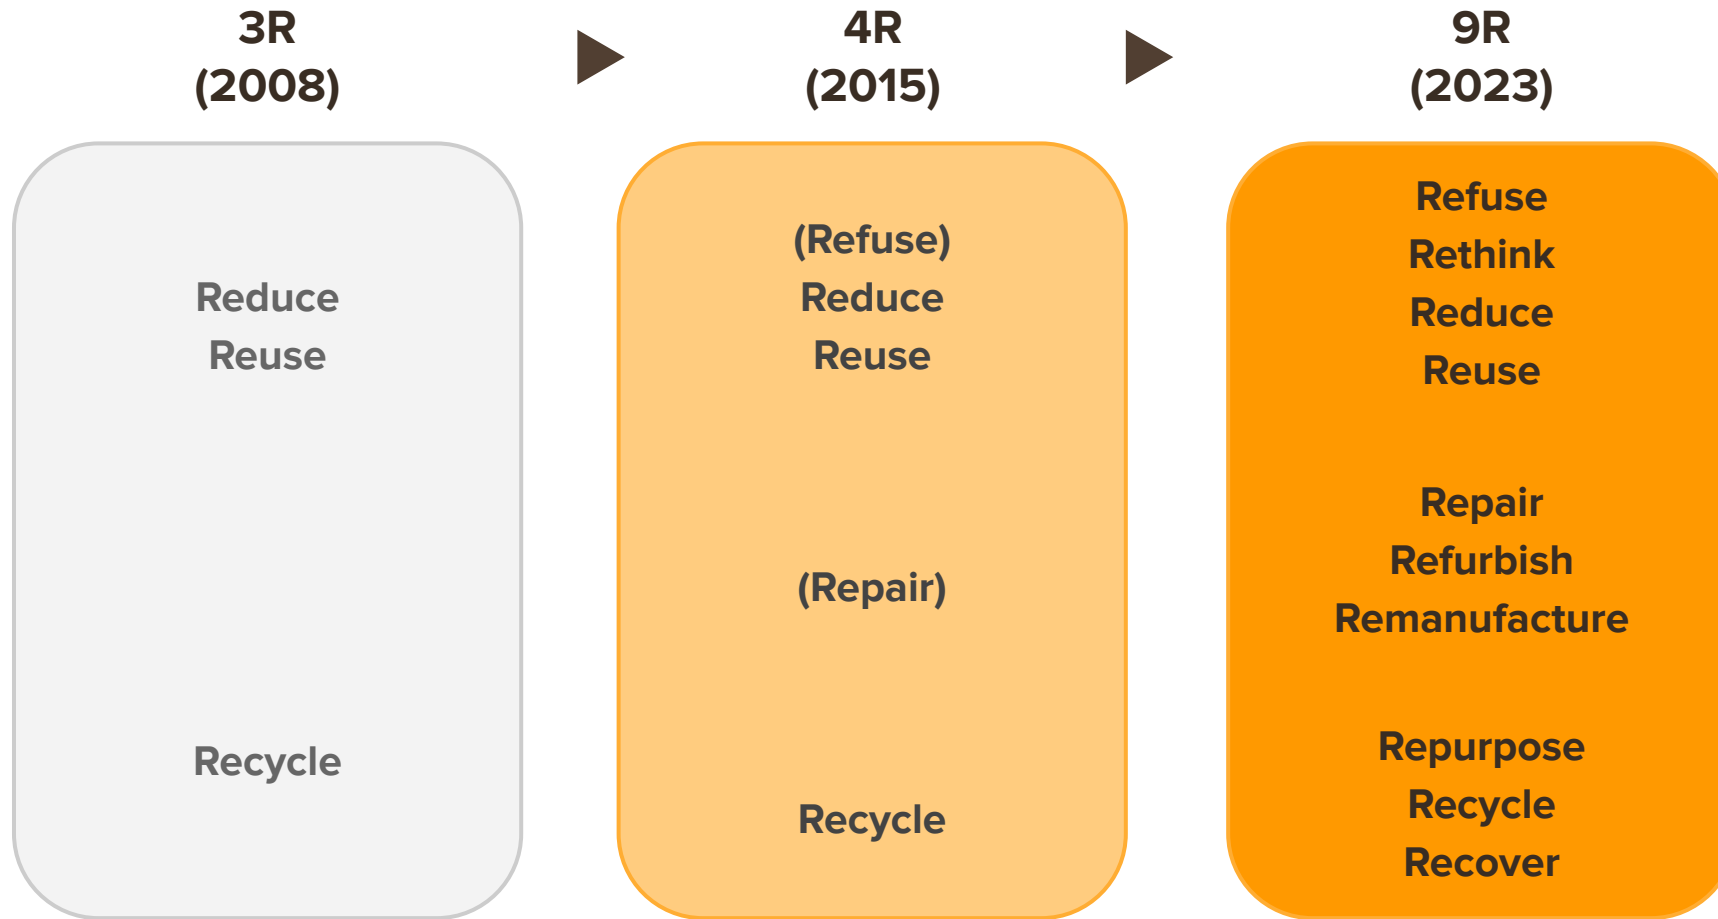 3R
(2008)
Reduce
Reuse
Recycle
4R
(2015)
(Refuse)
Reduce
Reuse
(Repair)
Recycle
9R
(2023)
Refuse
Rethink
Reduce
Reuse
Repair
Refurbish
Remanufacture
Repurpose
Recycle
Recover